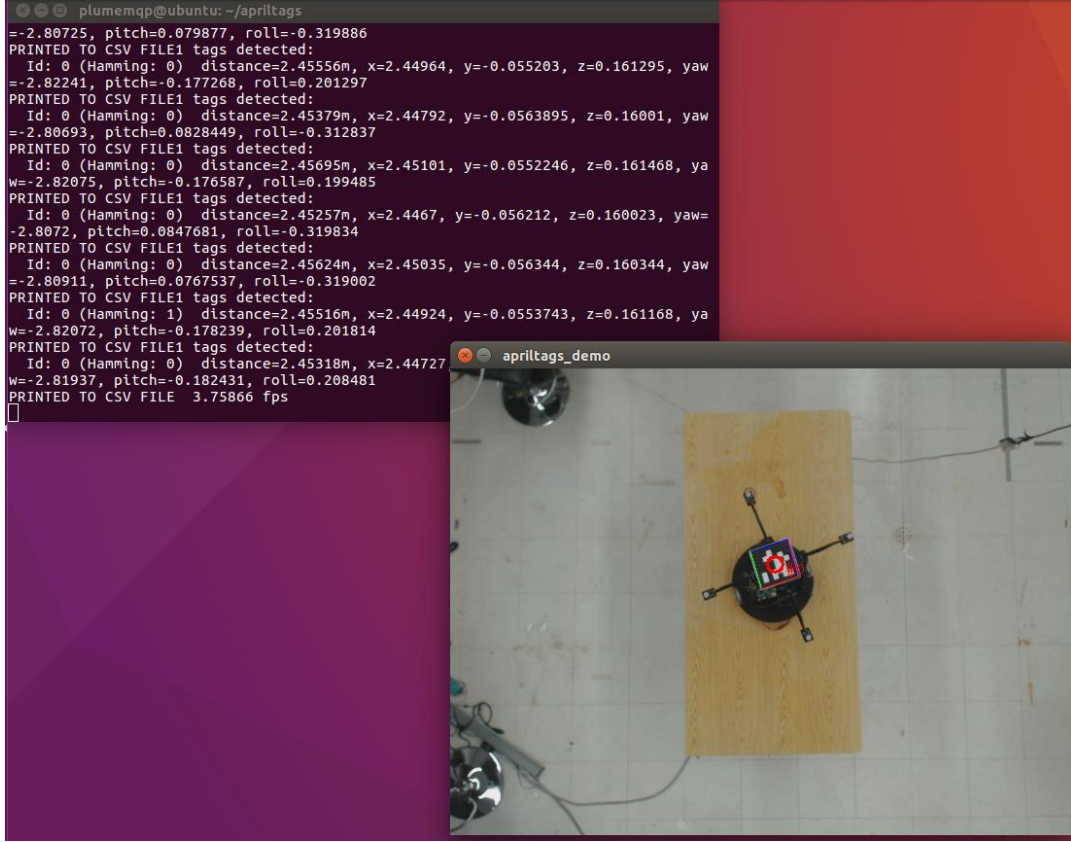 plumemqp@ubuntu: ~/apriltags
=-2.80725, pitch=0.079877, roll=-0.319886
PRINTED TO CSV FILE1 tags detected:
  Id: 0 (Hamming: 0)  distance=2.45556m, x=2.44964, y=-0.055203, z=0.161295, yaw
=-2.82241, pitch=-0.177268, roll=0.201297
PRINTED TO CSV FILE1 tags detected:
  Id: 0 (Hamming: 0)  distance=2.45379m, x=2.44792, y=-0.0563895, z=0.16001, yaw
=-2.80693, pitch=0.0828449, roll=-0.312837
PRINTED TO CSV FILE1 tags detected:
  Id: 0 (Hamming: 0)  distance=2.45695m, x=2.45101, y=-0.0552246, z=0.161468, ya
w=-2.82075, pitch=-0.176587, roll=0.199485
PRINTED TO CSV FILE1 tags detected:
  Id: 0 (Hamming: 0)  distance=2.45257m, x=2.4467, y=-0.056212, z=0.160023, yaw=
-2.8072, pitch=0.0847681, roll=-0.319834
PRINTED TO CSV FILE1 tags detected:
  Id: 0 (Hamming: 0)  distance=2.45624m, x=2.45035, y=-0.056344, z=0.160344, yaw
=-2.80911, pitch=0.0767537, roll=-0.319002
PRINTED TO CSV FILE1 tags detected:
  Id: 0 (Hamming: 1)  distance=2.45516m, x=2.44924, y=-0.0553743, z=0.161168, ya
w=-2.82072, pitch=-0.178239, roll=0.201814
PRINTED TO CSV FILE1 tags detected:
  Id: 0 (Hamming: 0)  distance=2.45318m, x=2.44727,
w=-2.81937, pitch=-0.182431, roll=0.208481
PRINTED TO CSV FILE  3.75866 fps
apriltags_demo
#0